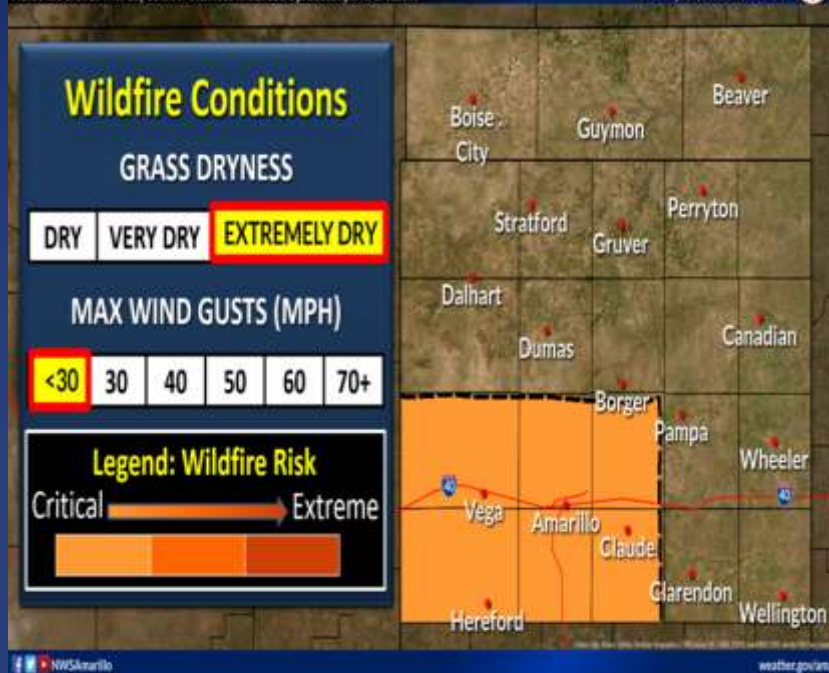 Wildfire Conditions
GRASS DRYNESS
DRY VERY DRY EXTREMELY DRY
MAX WIND GUSTS (MPH)
<30 30 40 50 60 70+
Legend: Wildfire Risk
Critical Extreme
Boise City
Guymon
Beaver
Stratford
Gruver
Perryton
Dalhart
Dumas
Canadian
Borger
Pampa
Wheeler
40
40
Vega
Amarillo
Claude
Clarendon
Hereford
Wellington
NWSAmarillo
weather.gov/am